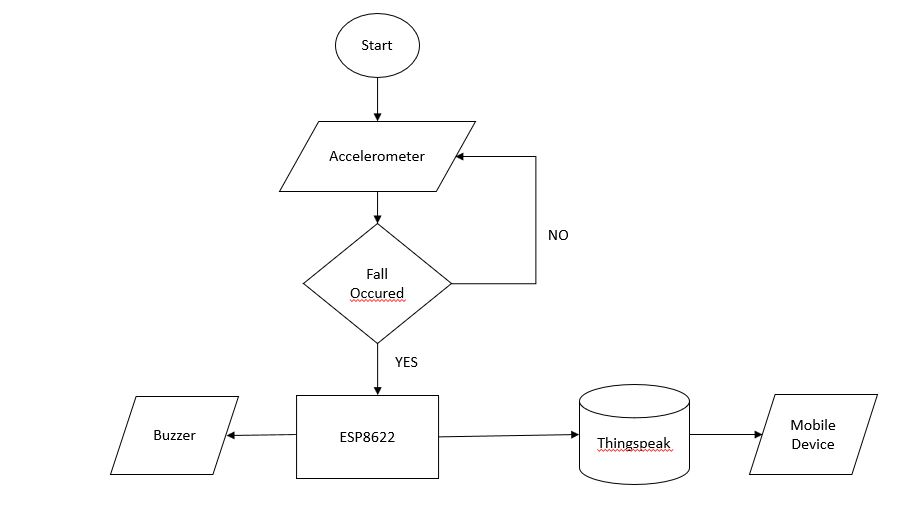 Start
Accelerometer
NO
Fall
Occured
YES
Buzzer
ESP8622
Thingspeak
Mobile
Device